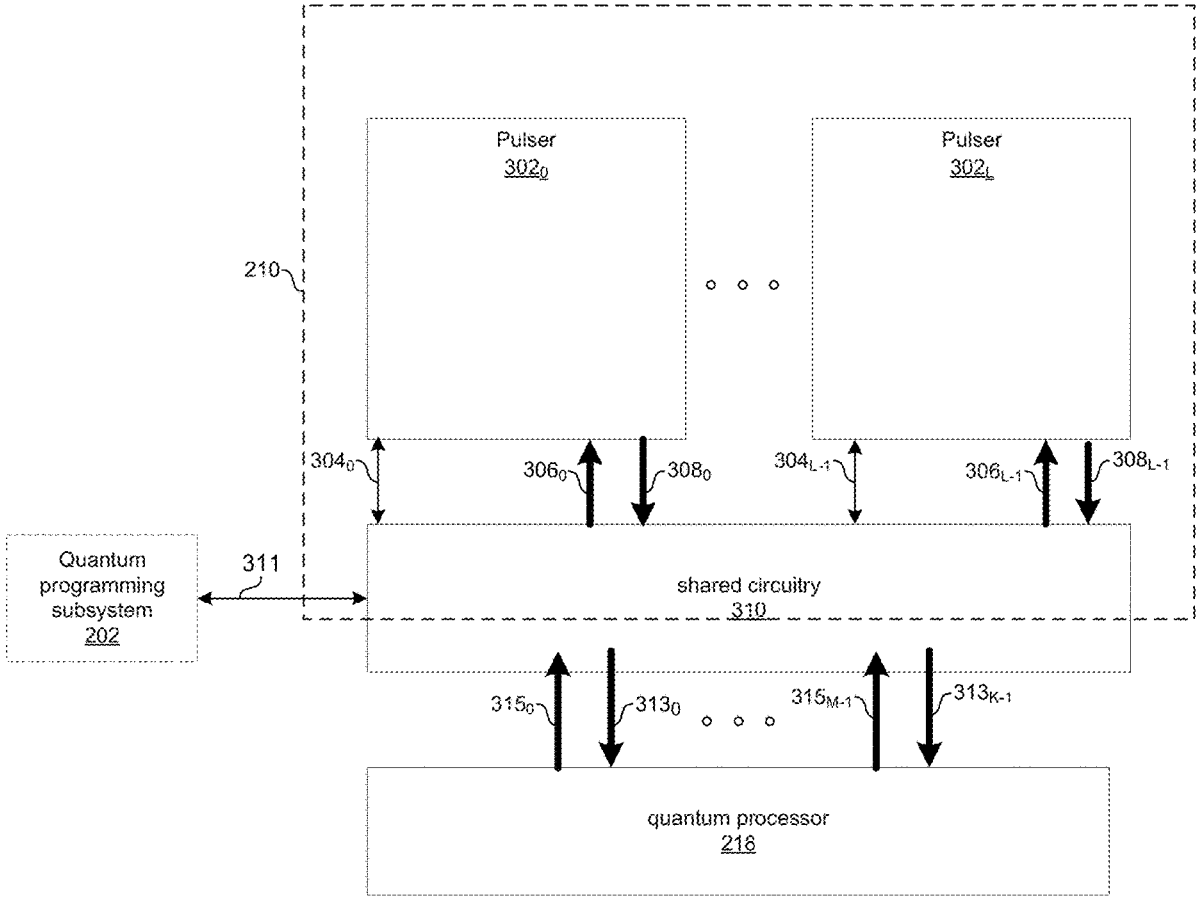 Pulser
302₀
Pulser
302L
210
304₀
306₀
308₀
304L-1
306L-1
308L-1
Quantum
programming
subsystem
202
311
shared circuitry
310
315₀
313₀
315M-1
313K-1
quantum processor
218